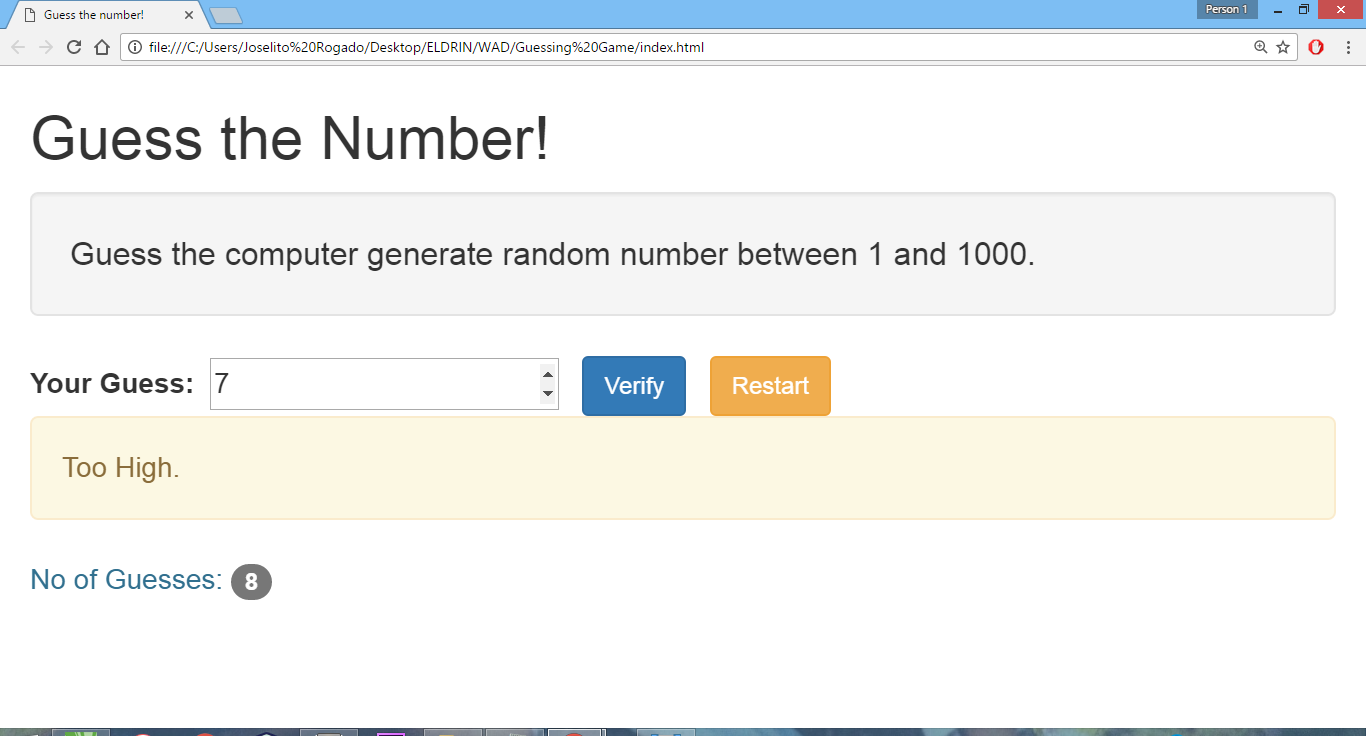 Guess the number!
Person 1
file:///C:/Users/Joselito%20Rogado/Desktop/ELDRIN/WAD/Guessing%20Game/index.html
Guess the Number!
Guess the computer generate random number between 1 and 1000.
Your Guess: 7 Verify Restart
Too High.
No of Guesses: 8